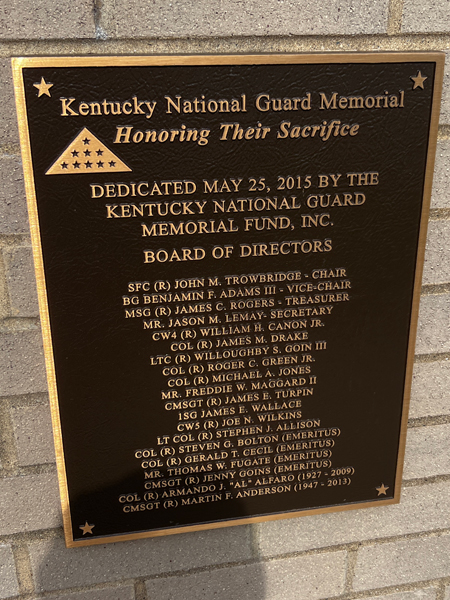 Kentucky National Guard Memorial
Honoring Their Sacrifice
DEDICATED MAY 25, 2015 BY THE
KENTUCKY NATIONAL GUARD
MEMORIAL FUND, INC.
BOARD OF DIRECTORS
SFC (R) JOHN M. TROWBRIDGE - CHAIR
BG BENJAMIN F. ADAMS III - VICE-CHAIR
MSG (R) JAMES C. ROGERS - TREASURER
MR. JASON M. LEMAY- SECRETARY
CW4 (R) WILLIAM H. CANON JR.
COL (R) JAMES M. DRAKE
LTC (R) WILLOUGHBY S. GOIN III
COL (R) ROGER C. GREEN JR.
COL (R) MICHAEL A. JONES
MR. FREDDIE W. MAGGARD II
CMSGT (R) JAMES E. TURPIN
1SG JAMES E. WALLACE
CW5 (R) JOE N. WILKINS
LT COL (R) STEPHEN J. ALLISON
COL (R) STEVEN G. BOLTON (EMERITUS)
COL (R) GERALD T. CECIL (EMERITUS)
MR. THOMAS W. FUGATE (EMERITUS)
CMSGT (R) JENNY GOINS (EMERITUS)
COL (R) ARMANDO J. "AL" ALFARO (1927 - 2009)
CMSGT (R) MARTIN F. ANDERSON (1947 - 2013)